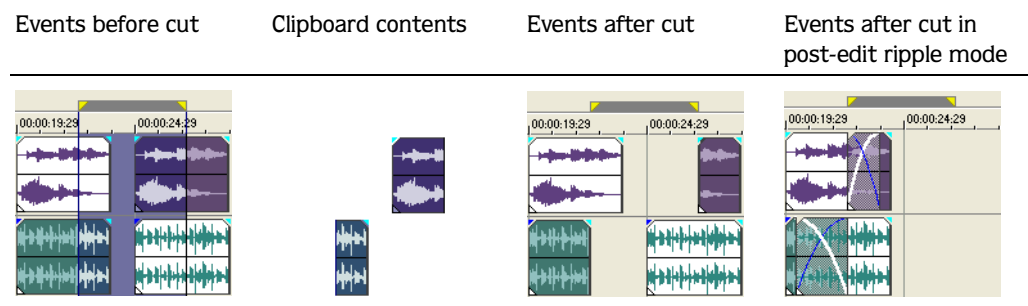 Events before cut
Clipboard contents
Events after cut
Events after cut in
post-edit ripple mode
00:00:19:29 00:00:24:29
00:00:19:29 00:00:24:29
00:00:19:29 00:00:24:29